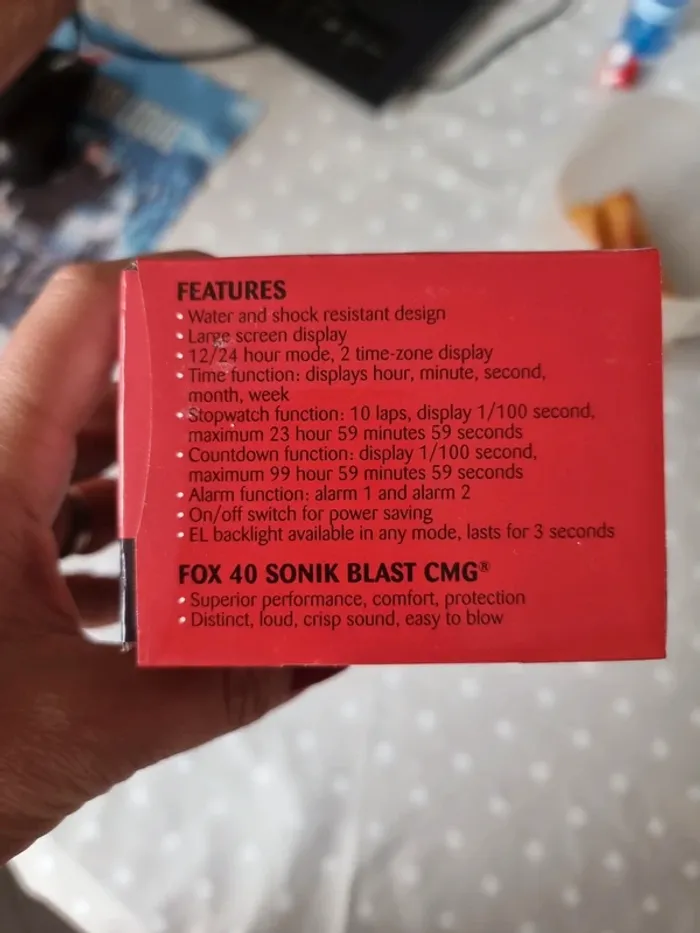 FEATURES
• Water and shock resistant design
• Large screen display
• 12/24 hour mode, 2 time-zone display
• Time function: displays hour, minute, second,
month, week
• Stopwatch function: 10 laps, display 1/100 second,
maximum 23 hour 59 minutes 59 seconds
• Countdown function: display 1/100 second,
maximum 99 hour 59 minutes 59 seconds
• Alarm function: alarm 1 and alarm 2
• On/off switch for power saving
• EL backlight available in any mode, lasts for 3 seconds
FOX 40 SONIK BLAST CMG®
• Superior performance, comfort, protection
• Distinct, loud, crisp sound, easy to blow